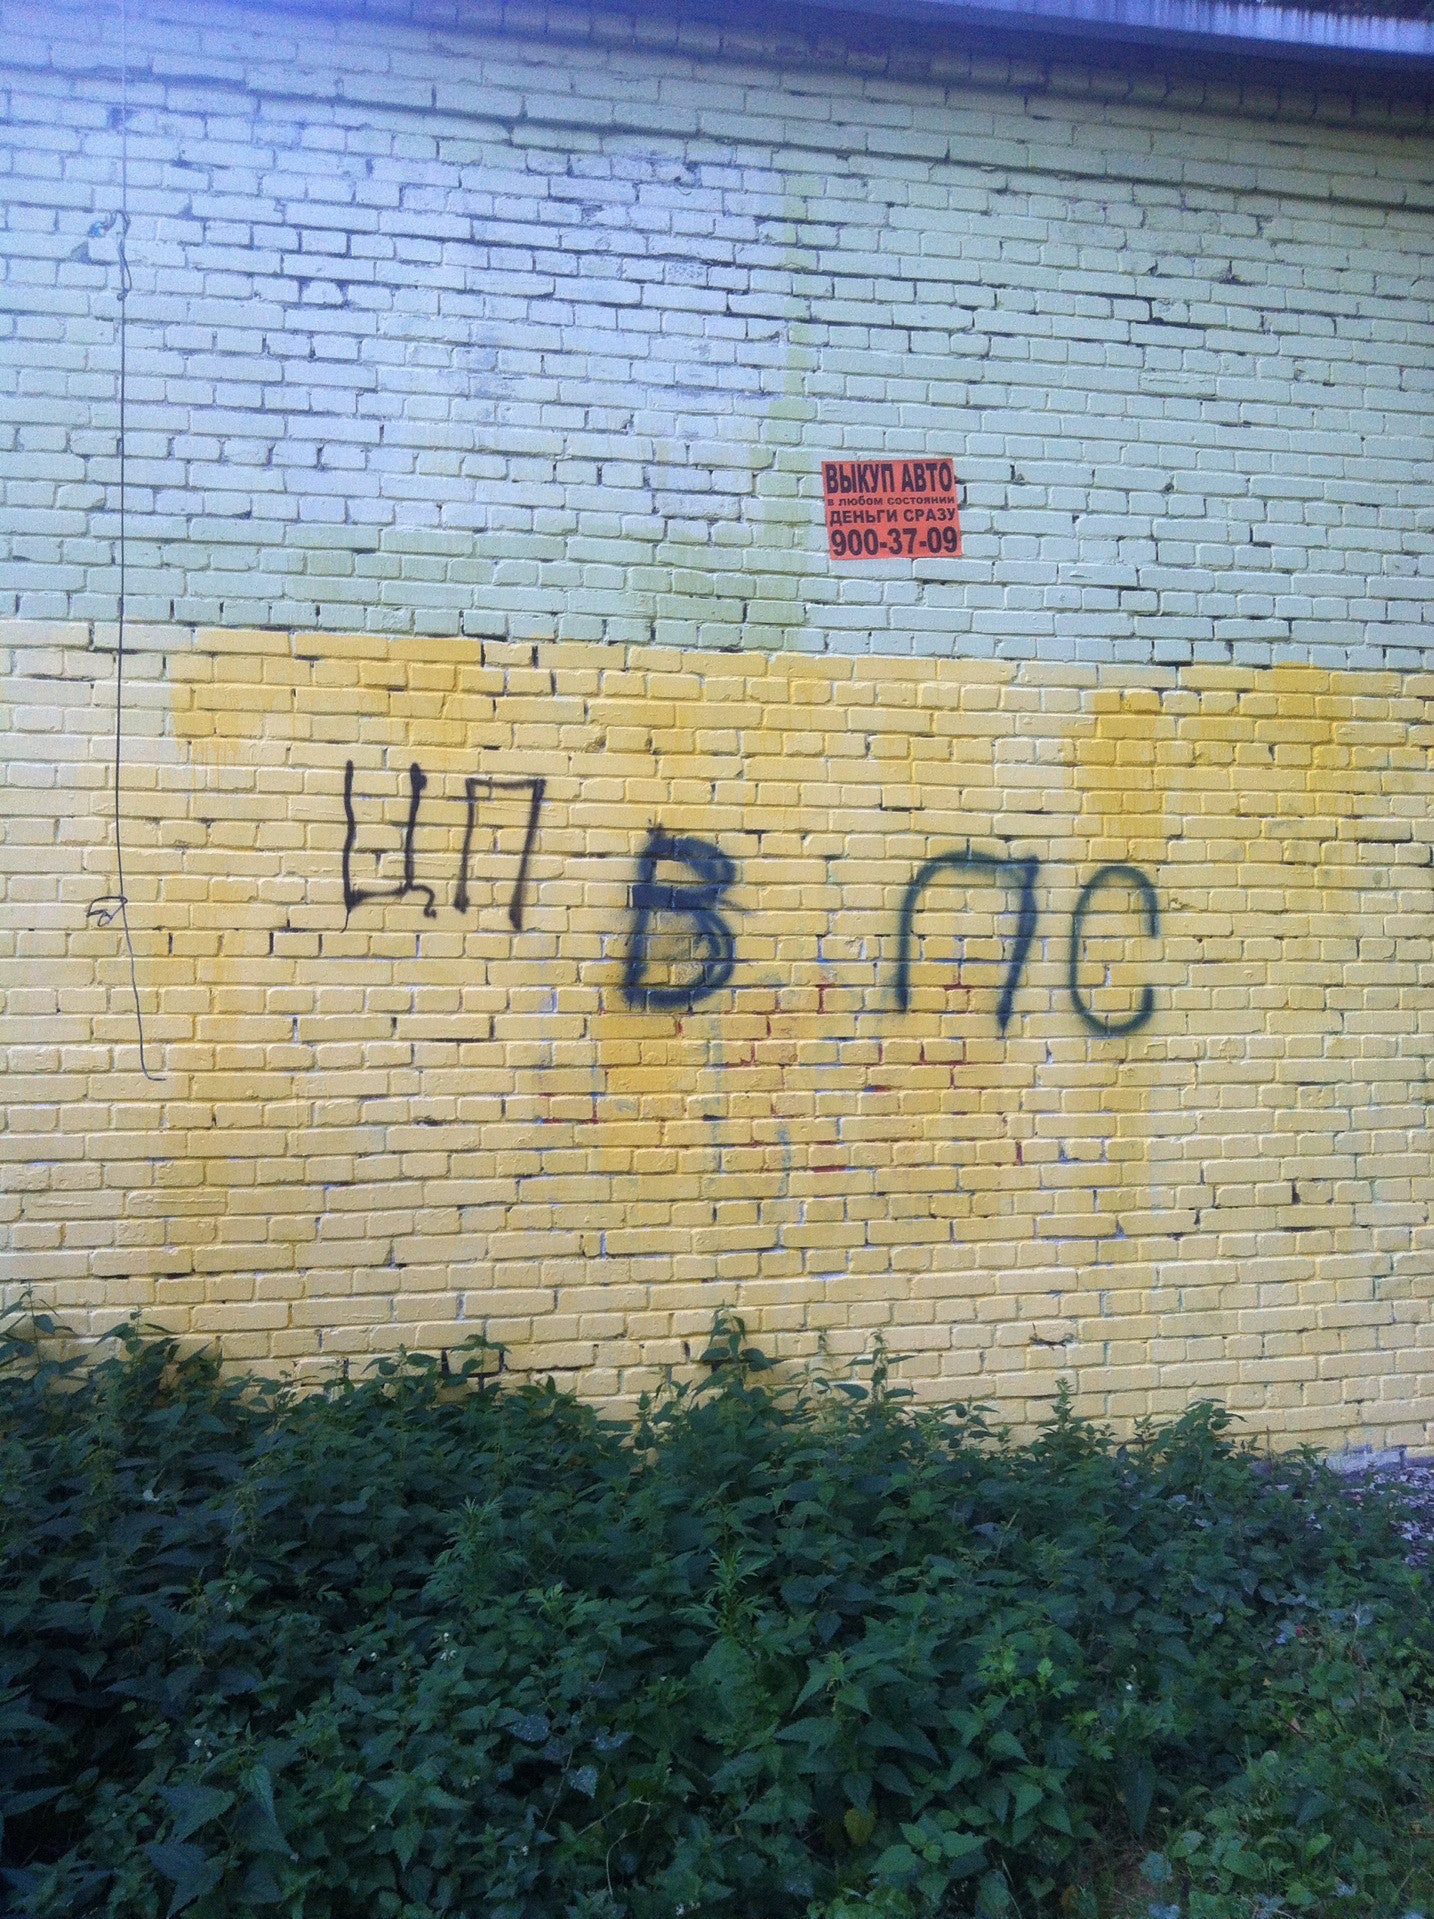 ВЫКУП АВТО
В ЛЮБОМ СОСТОЯНИИ
ДЕНЬГИ СРАЗУ
900-37-09
ЦП В ПС